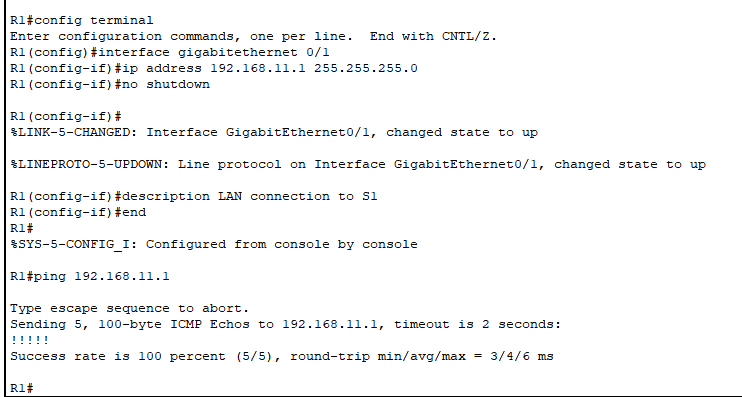 R1#config terminal
Enter configuration commands, one per line.  End with CNTL/Z.
R1(config)#interface gigabitethernet 0/1
R1(config-if)#ip address 192.168.11.1 255.255.255.0
R1(config-if)#no shutdown
R1(config-if)#
%LINK-5-CHANGED: Interface GigabitEthernet0/1, changed state to up
%LINEPROTO-5-UPDOWN: Line protocol on Interface GigabitEthernet0/1, changed state to up
R1(config-if)#description LAN connection to S1
R1(config-if)#end
R1#
%SYS-5-CONFIG_I: Configured from console by console
R1#ping 192.168.11.1
Type escape sequence to abort.
Sending 5, 100-byte ICMP Echos to 192.168.11.1, timeout is 2 seconds:
!!!!!
Success rate is 100 percent (5/5), round-trip min/avg/max = 3/4/6 ms
R1#